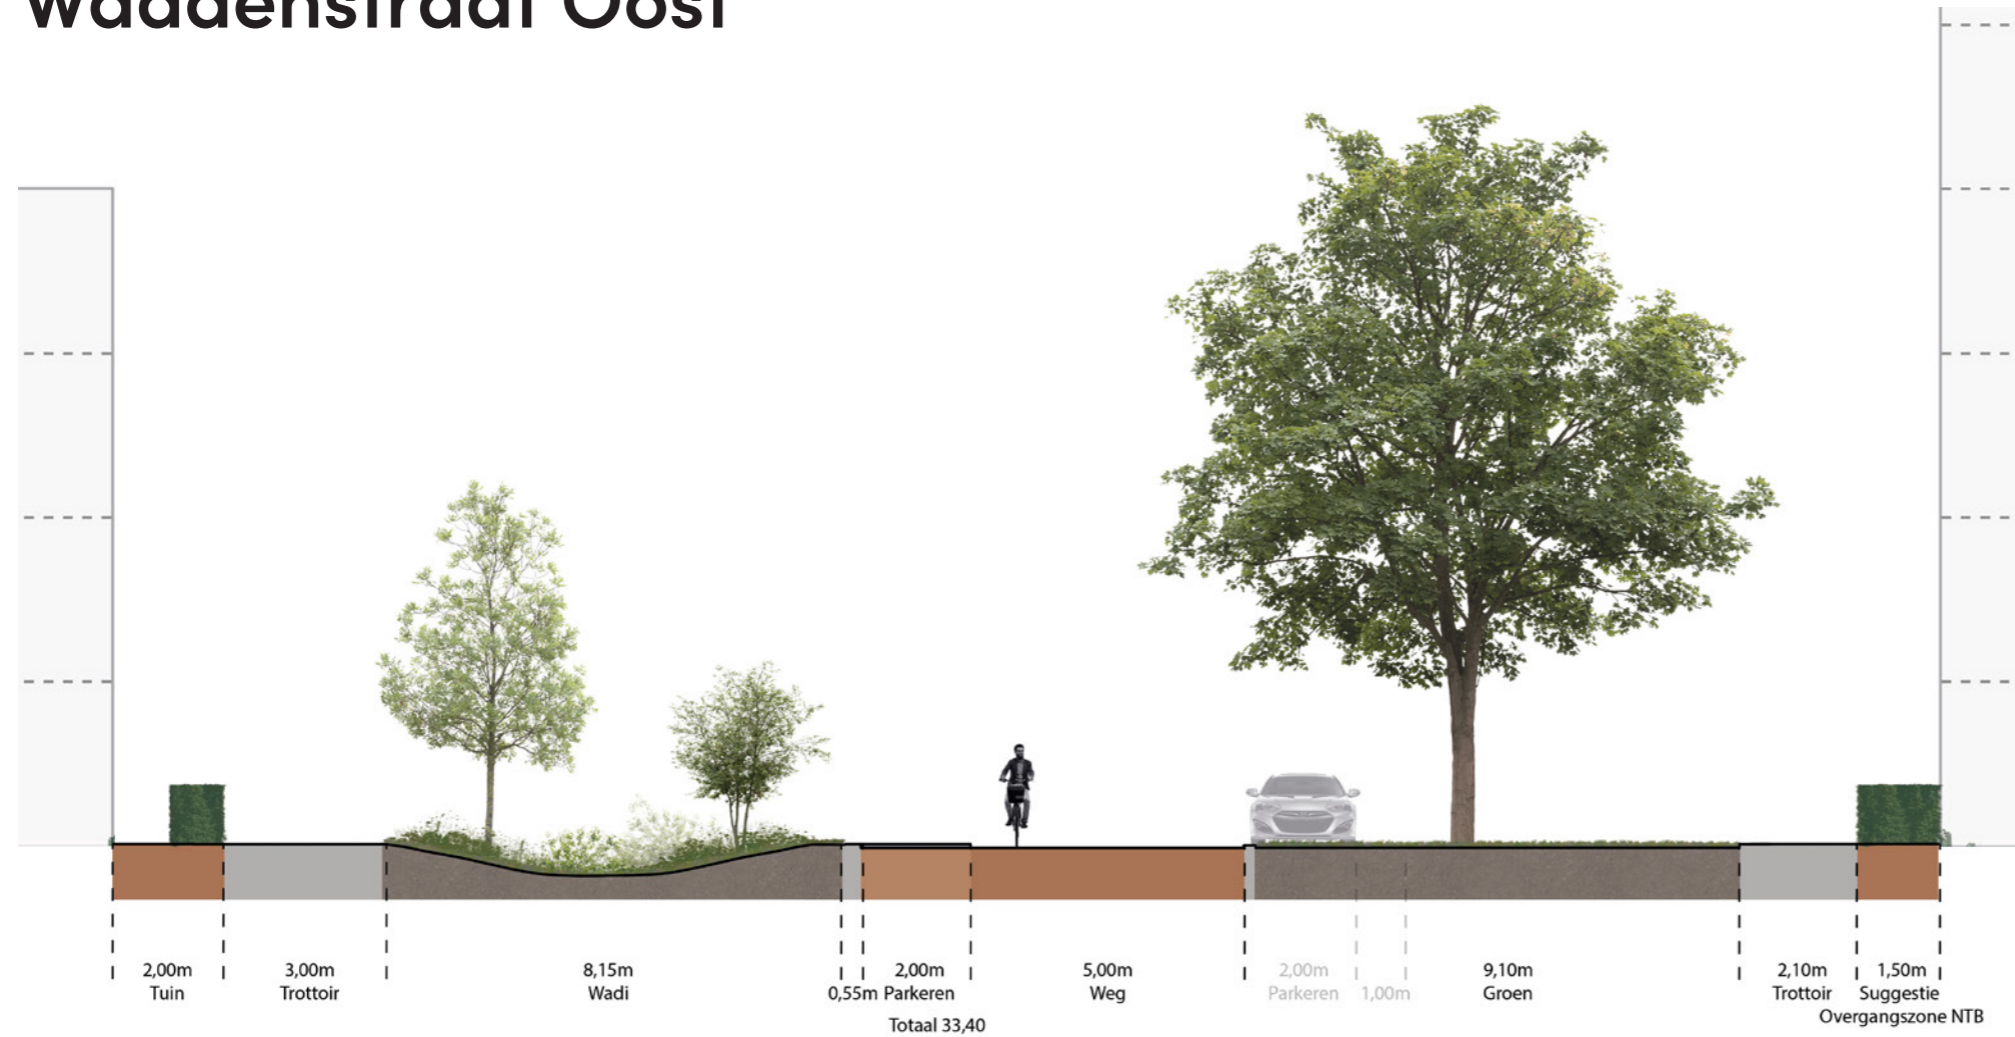 Waddenstraat Oost
2,00m
Tuin
3,00m
Trottoir
8,15m
Wadi
0,55m
2,00m
Parkeren
5,00m
Weg
2,00m
Parkeren
1,00m
9,10m
Groen
2,10m
Trottoir
1,50m
Suggestie
Overgangszone NTB
Totaal 33,40